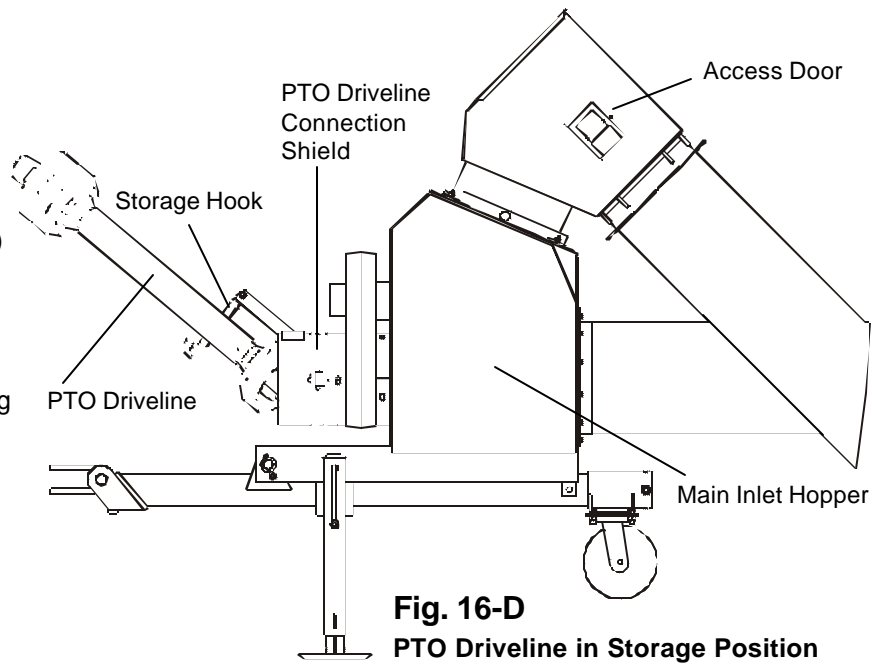 Access Door
PTO Driveline
Connection
Shield
Storage Hook
PTO Driveline
Main Inlet Hopper
Fig. 16-D
PTO Driveline in Storage Position
)
g